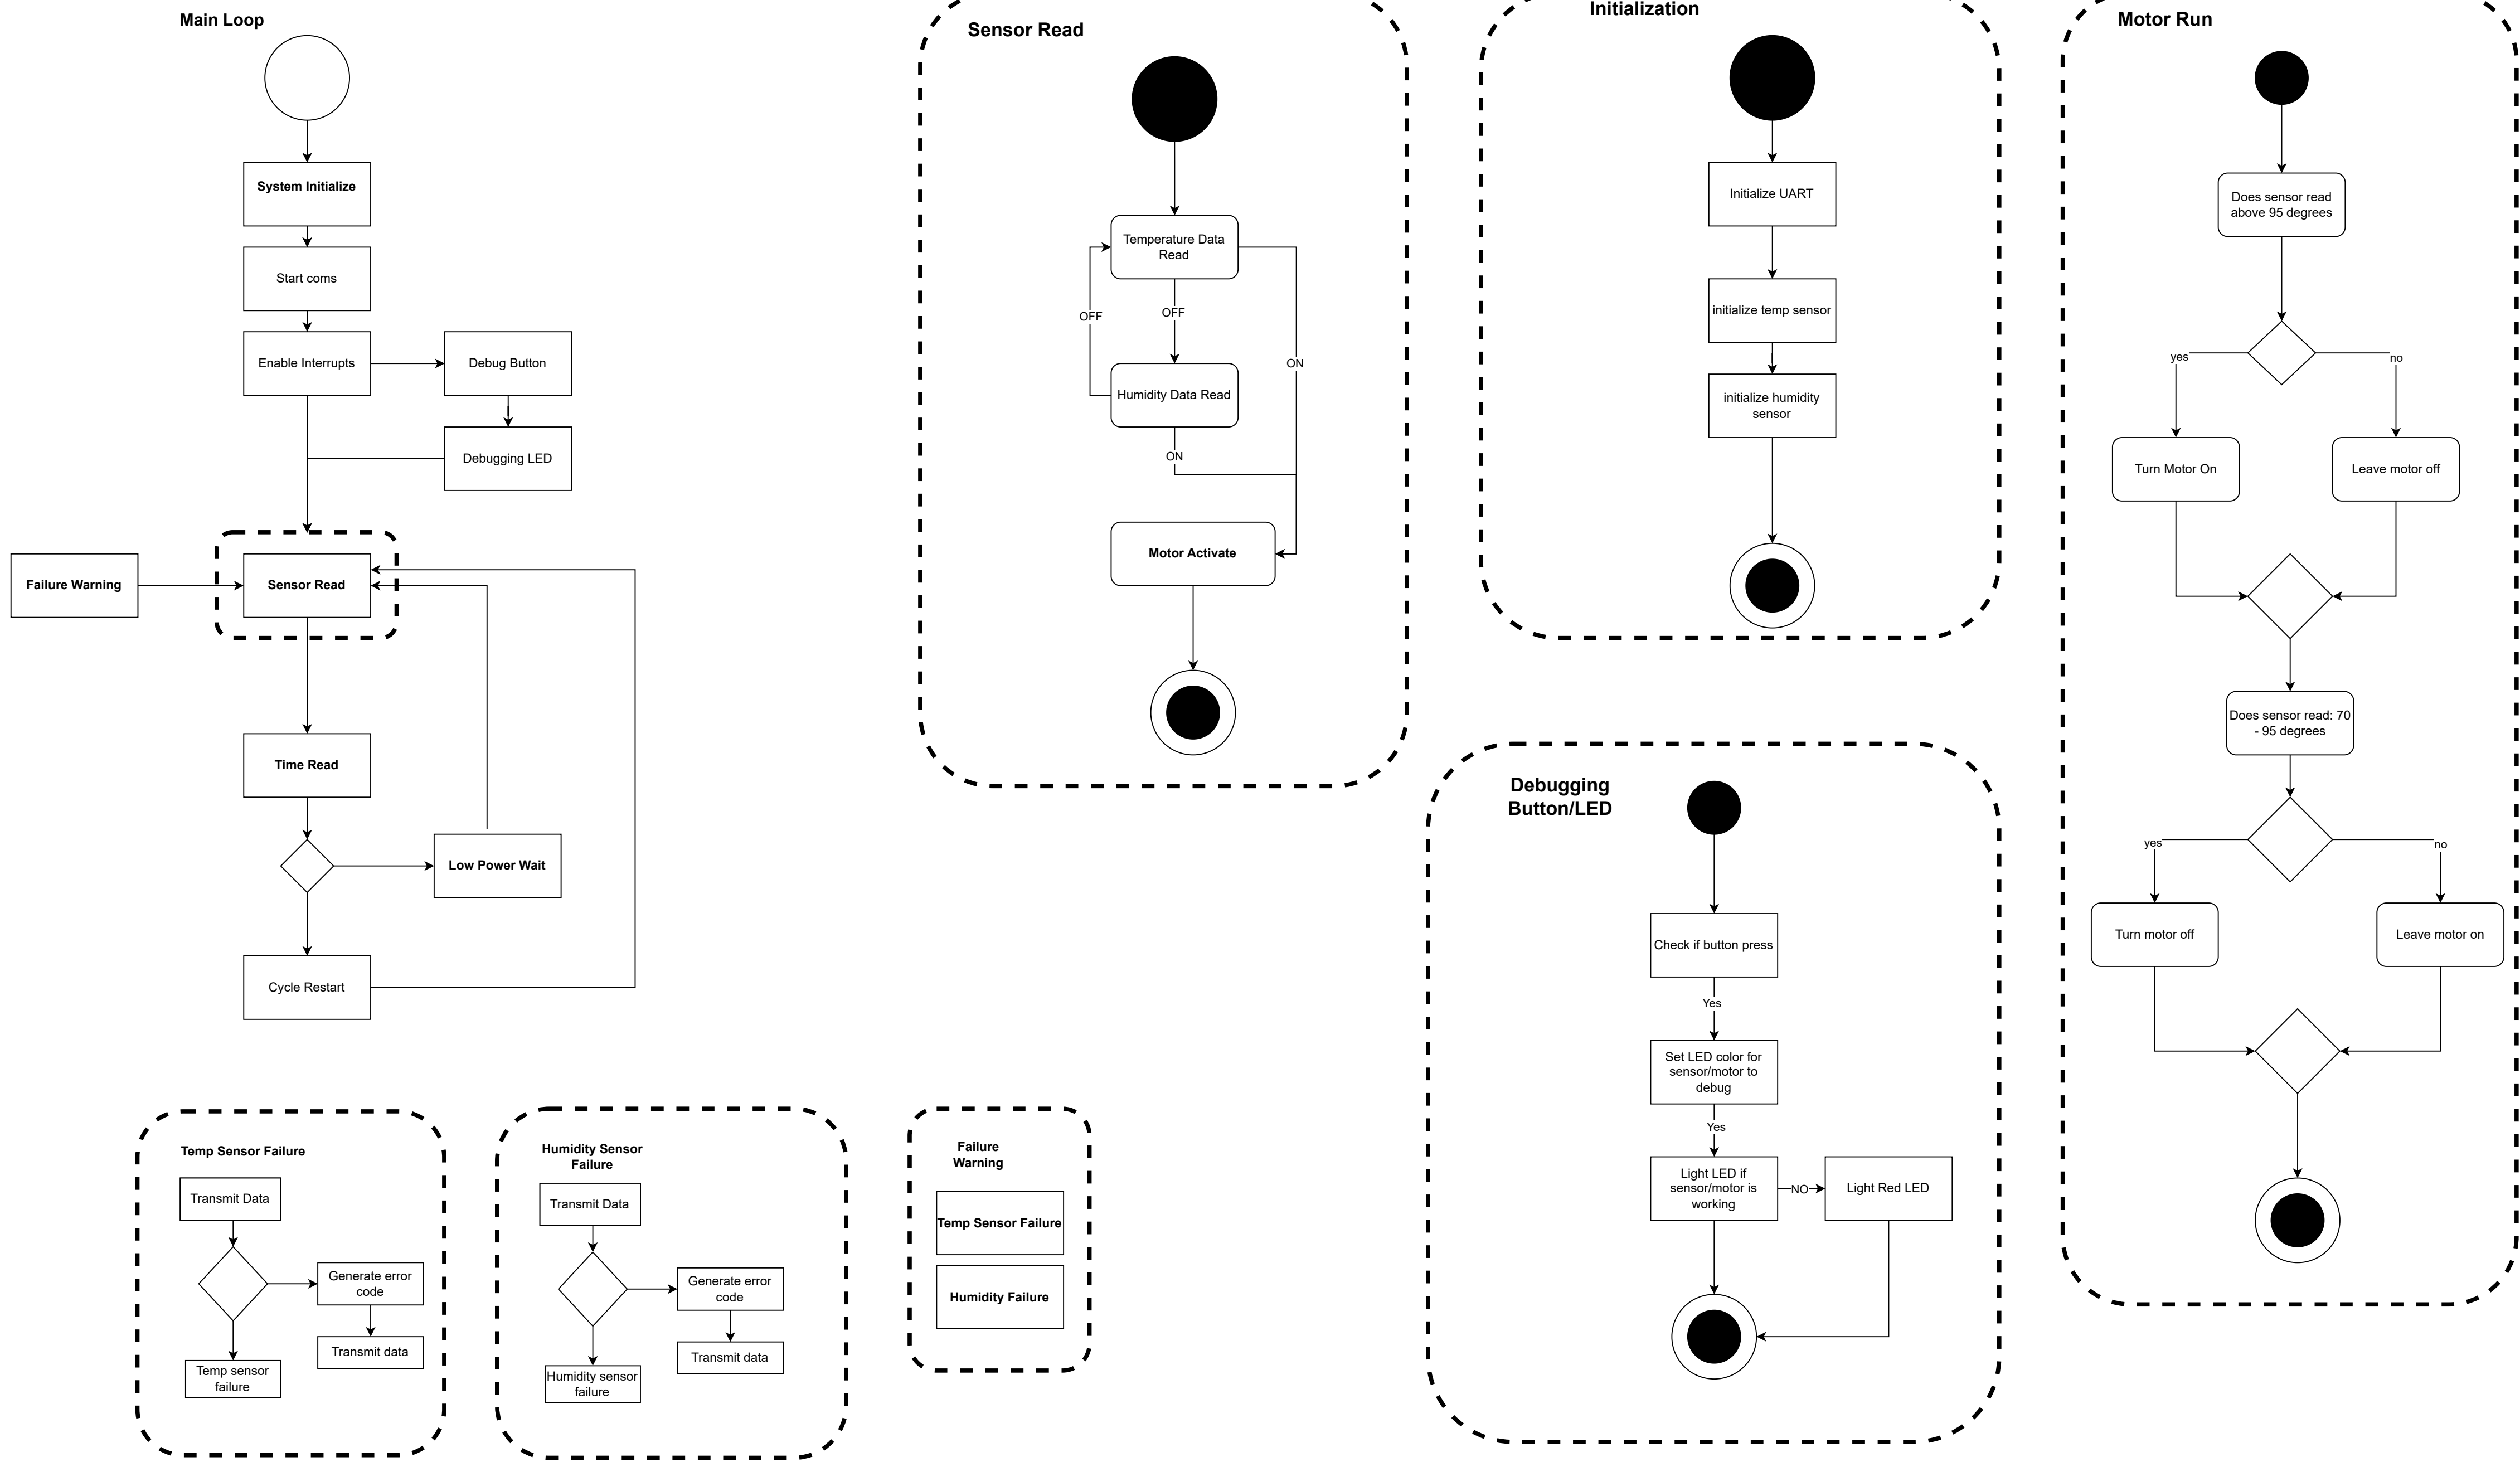 Main Loop
System Initialize
Start coms
Enable Interrupts
Debug Button
Debugging LED
Failure Warning
Sensor Read
Time Read
Low Power Wait
Cycle Restart
Sensor Read
Temperature Data
Read
OFF
OFF
ON
Humidity Data Read
ON
Motor Activate
Initialization
Initialize UART
initialize temp sensor
initialize humidity
sensor
Motor Run
Does sensor read
above 95 degrees
yes
no
Turn Motor On
Leave motor off
Does sensor read: 70
- 95 degrees
yes
no
Turn motor off
Leave motor on
Debugging
Button/LED
Check if button press
Yes
Set LED color for
sensor/motor to
debug
Yes
Light LED if
sensor/motor is
working
NO
Light Red LED
Temp Sensor Failure
Transmit Data
Generate error
code
Transmit data
Temp sensor
failure
Humidity Sensor
Failure
Transmit Data
Generate error
code
Transmit data
Humidity sensor
failure
Failure
Warning
Temp Sensor Failure
Humidity Failure